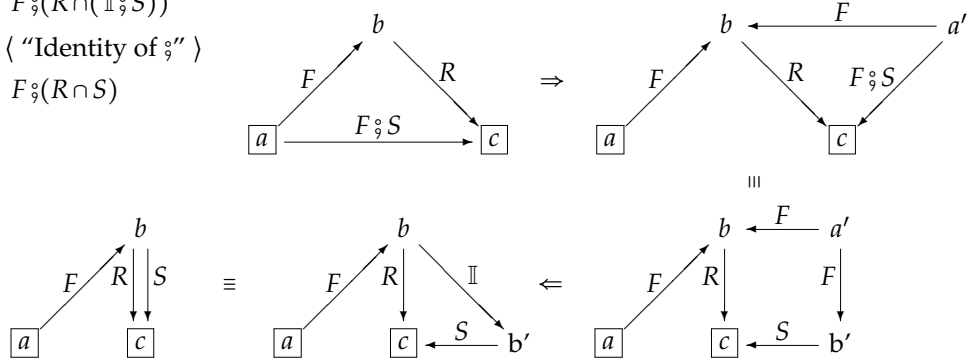 F⨾(R∩(𝕀⨾S))
⟨ “Identity of ⨾” ⟩
F⨾(R∩S)
b
F
R
a
F⨾S
c
⇒
b
F
a′
F
R
F⨾S
a
c
≡
b
F
R
S
a
c
≡
b
F
R
𝕀
a
c
S
b′
⇐
b
F
a′
F
R
F
a
c
S
b′